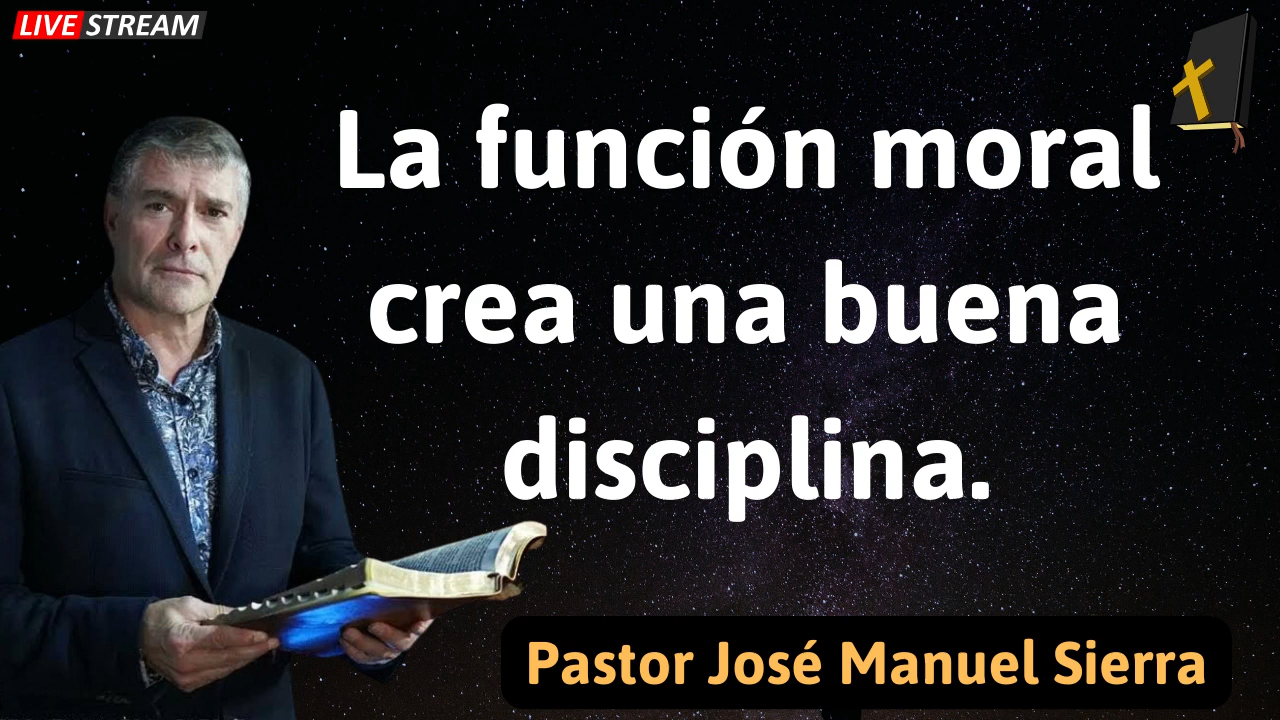 LIVE STREAM
La función moral
crea una buena
disciplina.
Pastor José Manuel Sierra